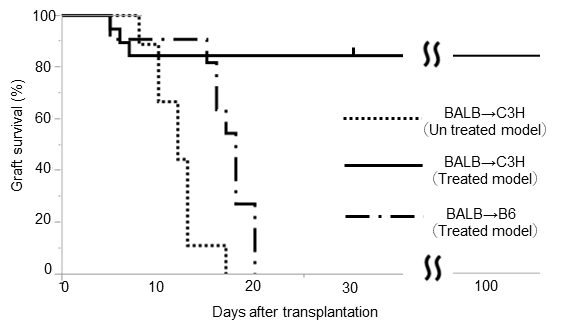 100
80
60
40
20
0
Graft survival (%)
BALB→C3H
(Un treated model)
BALB→C3H
(Treated model)
BALB→B6
(Treated model)
0 10 20 30 100
Days after transplantation